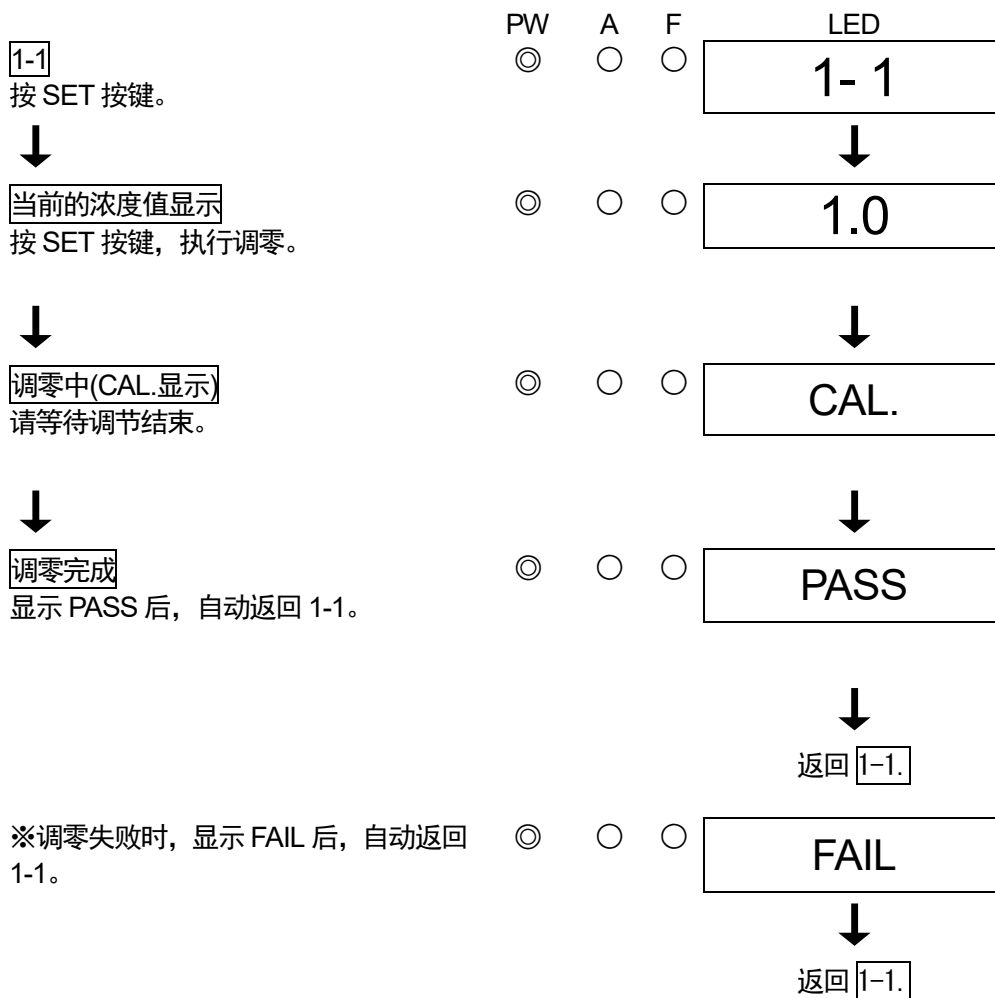 PW A F LED
1-1 ◎ ○ ○ 1- 1
按 SET 按键。
↓ ↓
当前的浓度值显示 ◎ ○ ○ 1.0
按 SET 按键，执行调零。
↓ ↓
调零中(CAL.显示) ◎ ○ ○ CAL.
请等待调节结束。
↓ ↓
调零完成 ◎ ○ ○ PASS
显示 PASS 后，自动返回 1-1。
↓
返回 1-1.
※调零失败时，显示 FAIL 后，自动返回 ◎ ○ ○ FAIL
1-1。
↓
返回 1-1.